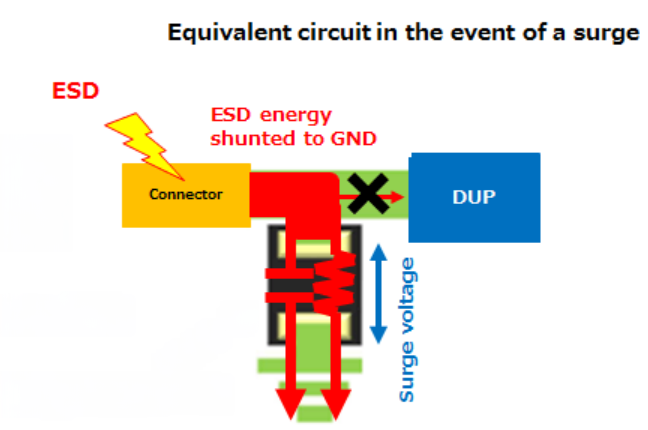 Equivalent circuit in the event of a surge
ESD
ESD energy
shunted to GND
Connector
DUP
Surge voltage